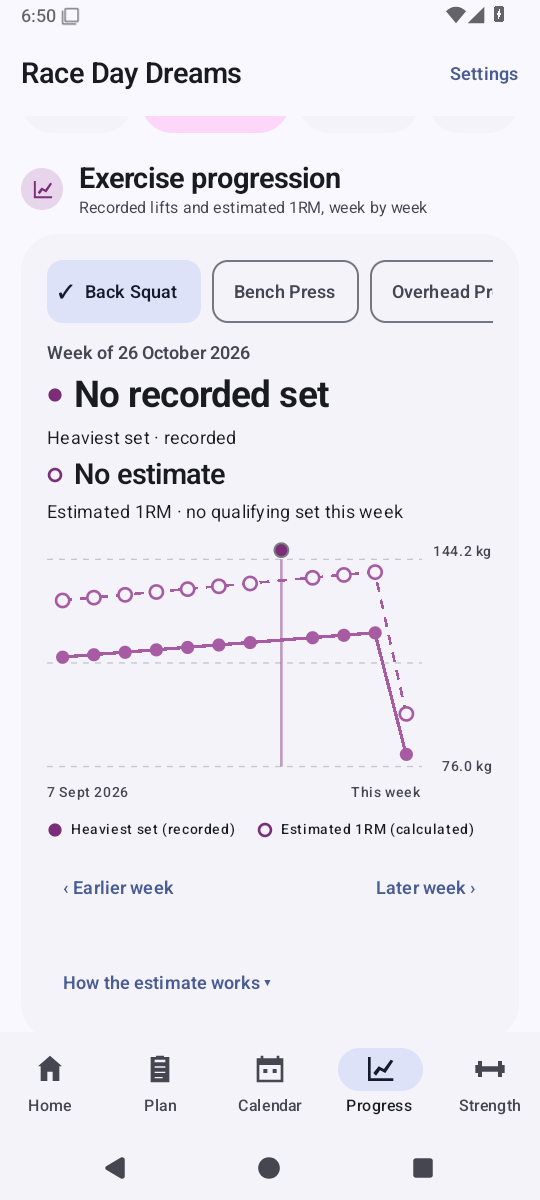 6:50
Race Day Dreams
Settings
Exercise progression
Recorded lifts and estimated 1RM, week by week
✓ Back Squat
Bench Press
Overhead Pr
Week of 26 October 2026
No recorded set
Heaviest set · recorded
No estimate
Estimated 1RM · no qualifying set this week
144.2 kg
76.0 kg
7 Sept 2026
This week
Heaviest set (recorded)
Estimated 1RM (calculated)
‹ Earlier week
Later week ›
How the estimate works ▾
Home
Plan
Calendar
Progress
Strength